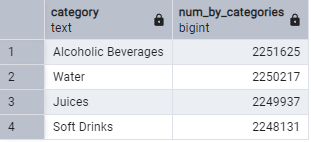 category num_by_categories
text bigint
1 Alcoholic Beverages 2251625
2 Water 2250217
3 Juices 2249937
4 Soft Drinks 2248131